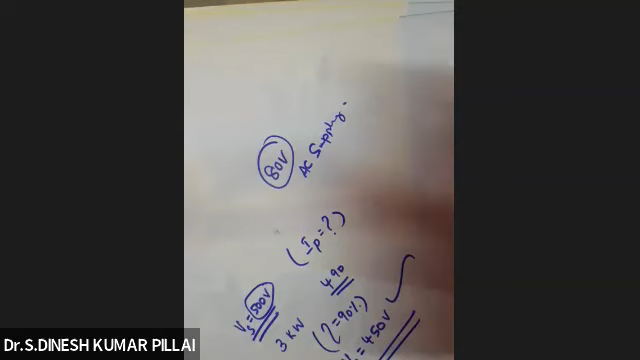 80V
AC Supply.
(Ip=?)
490
Vs=500V
3 KW
(η=90%)
=450V
Dr.S.DINESH KUMAR PILLAI